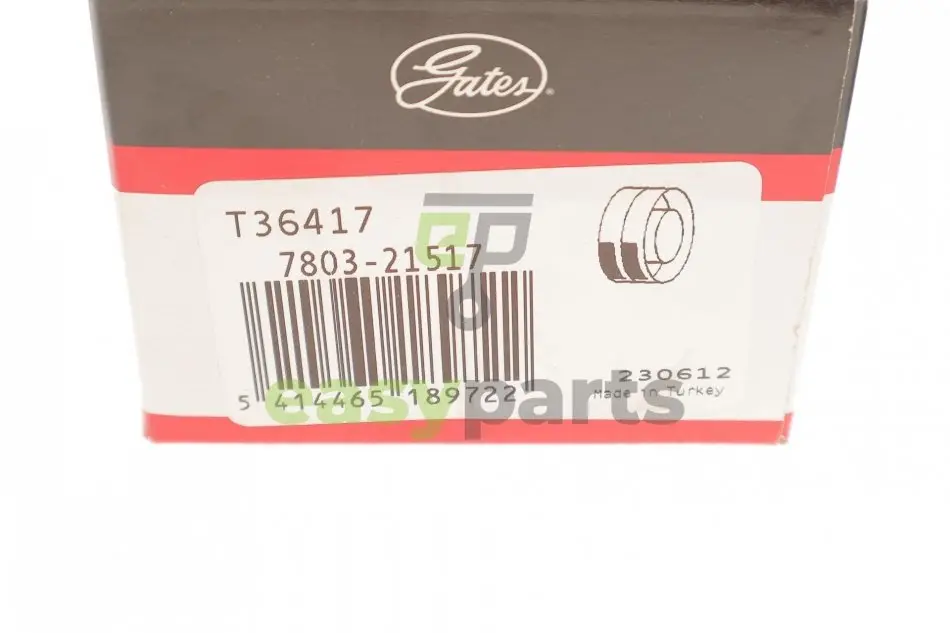 Gates®
T36417
7803-21517
5 414465 189722
230612
Made in Turkey
easyparts